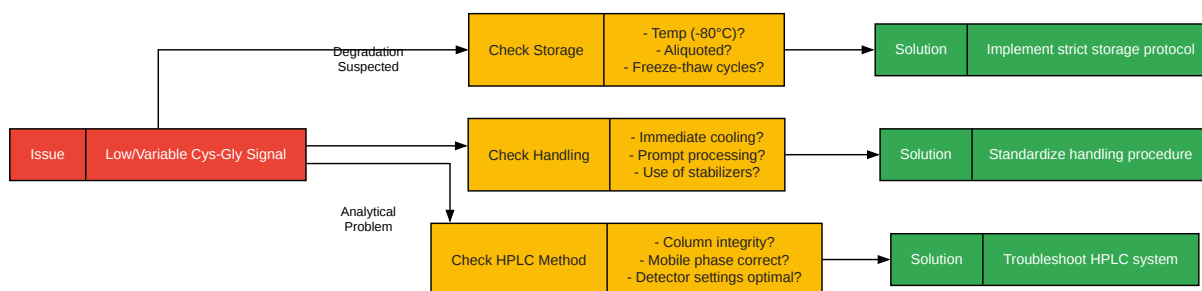 Degradation
Suspected
Check Storage
- Temp (-80°C)?
- Aliquoted?
- Freeze-thaw cycles?
Solution
Implement strict storage protocol
Issue
Low/Variable Cys-Gly Signal
Check Handling
- Immediate cooling?
- Prompt processing?
- Use of stabilizers?
Solution
Standardize handling procedure
Analytical
Problem
Check HPLC Method
- Column integrity?
- Mobile phase correct?
- Detector settings optimal?
Solution
Troubleshoot HPLC system